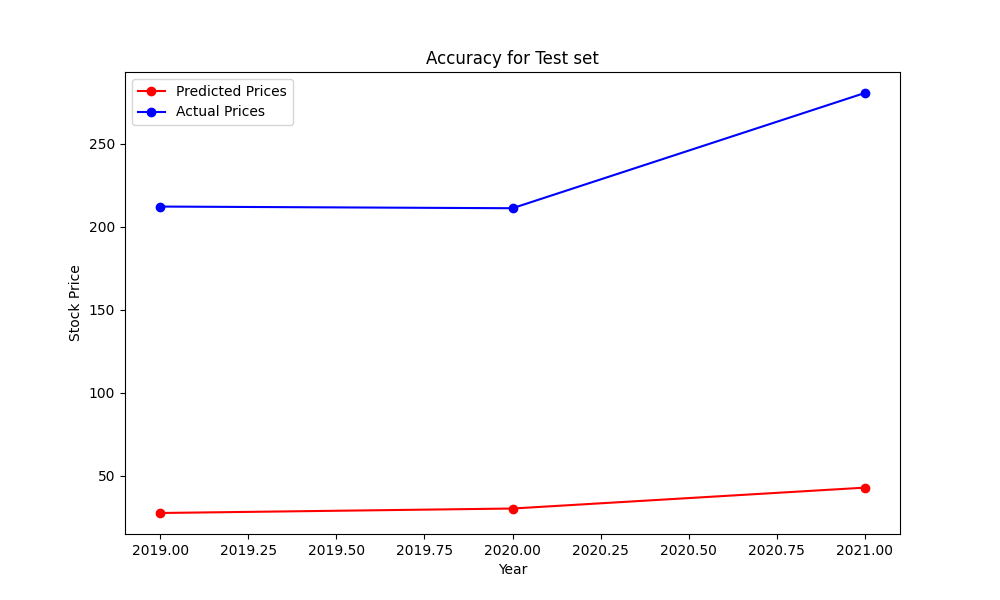 Accuracy for Test set
Predicted Prices
Actual Prices
250
200
150
100
50
Stock Price
2019.00 2019.25 2019.50 2019.75 2020.00 2020.25 2020.50 2020.75 2021.00
Year